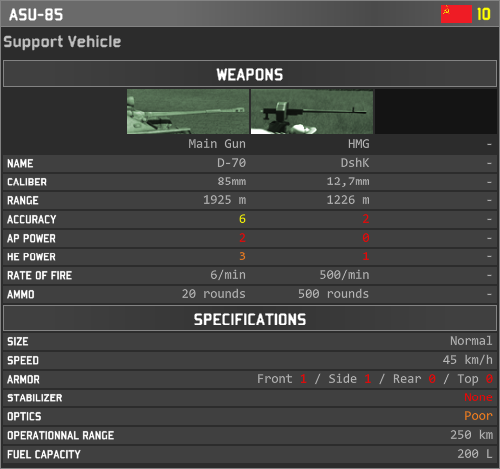 ASU-85 10
Support Vehicle
WEAPONS
Main Gun HMG -
NAME D-70 DshK -
CALIBER 85mm 12,7mm -
RANGE 1925 m 1226 m -
ACCURACY 6 2 -
AP POWER 2 0 -
HE POWER 3 1 -
RATE OF FIRE 6/min 500/min -
AMMO 20 rounds 500 rounds -
SPECIFICATIONS
SIZE Normal
SPEED 45 km/h
ARMOR Front 2 / Side 1 / Rear 0 / Top 0
STABILIZER None
OPTICS Poor
OPERATIONNAL RANGE 250 km
FUEL CAPACITY 200 L